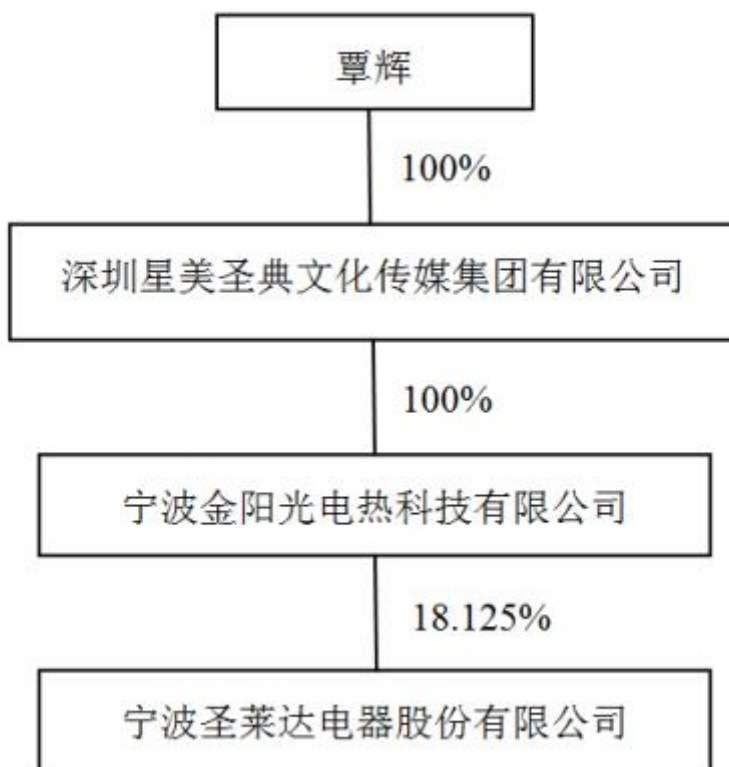 覃辉
100%
深圳星美圣典文化传媒集团有限公司
100%
宁波金阳光电热科技有限公司
18.125%
宁波圣莱达电器股份有限公司